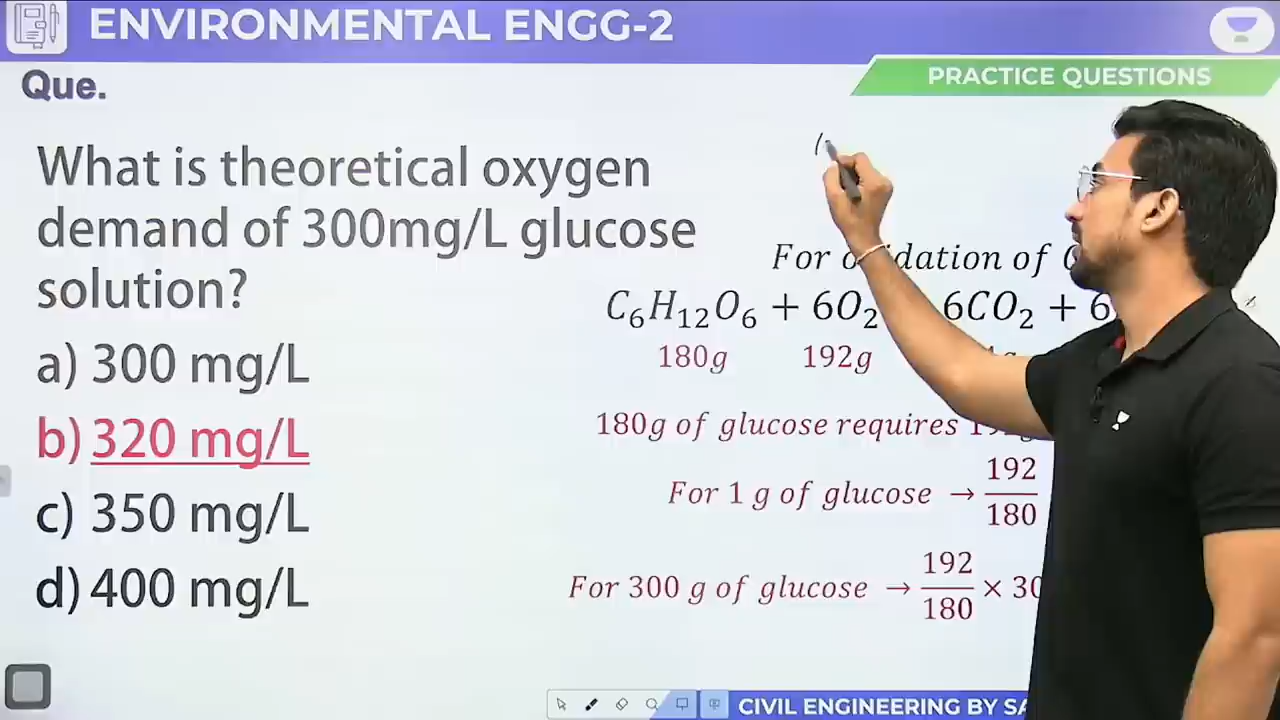 ENVIRONMENTAL ENGG-2
PRACTICE QUESTIONS
Que.
What is theoretical oxygen
demand of 300mg/L glucose
solution?
a) 300 mg/L
b) 320 mg/L
c) 350 mg/L
d) 400 mg/L
For oxidation of
C₆H₁₂O₆ + 6O₂ 6CO₂ + 6
180g 192g
180g of glucose requires
For 1 g of glucose → 192/180
For 300 g of glucose → 192/180 × 30
CIVIL ENGINEERING BY SA